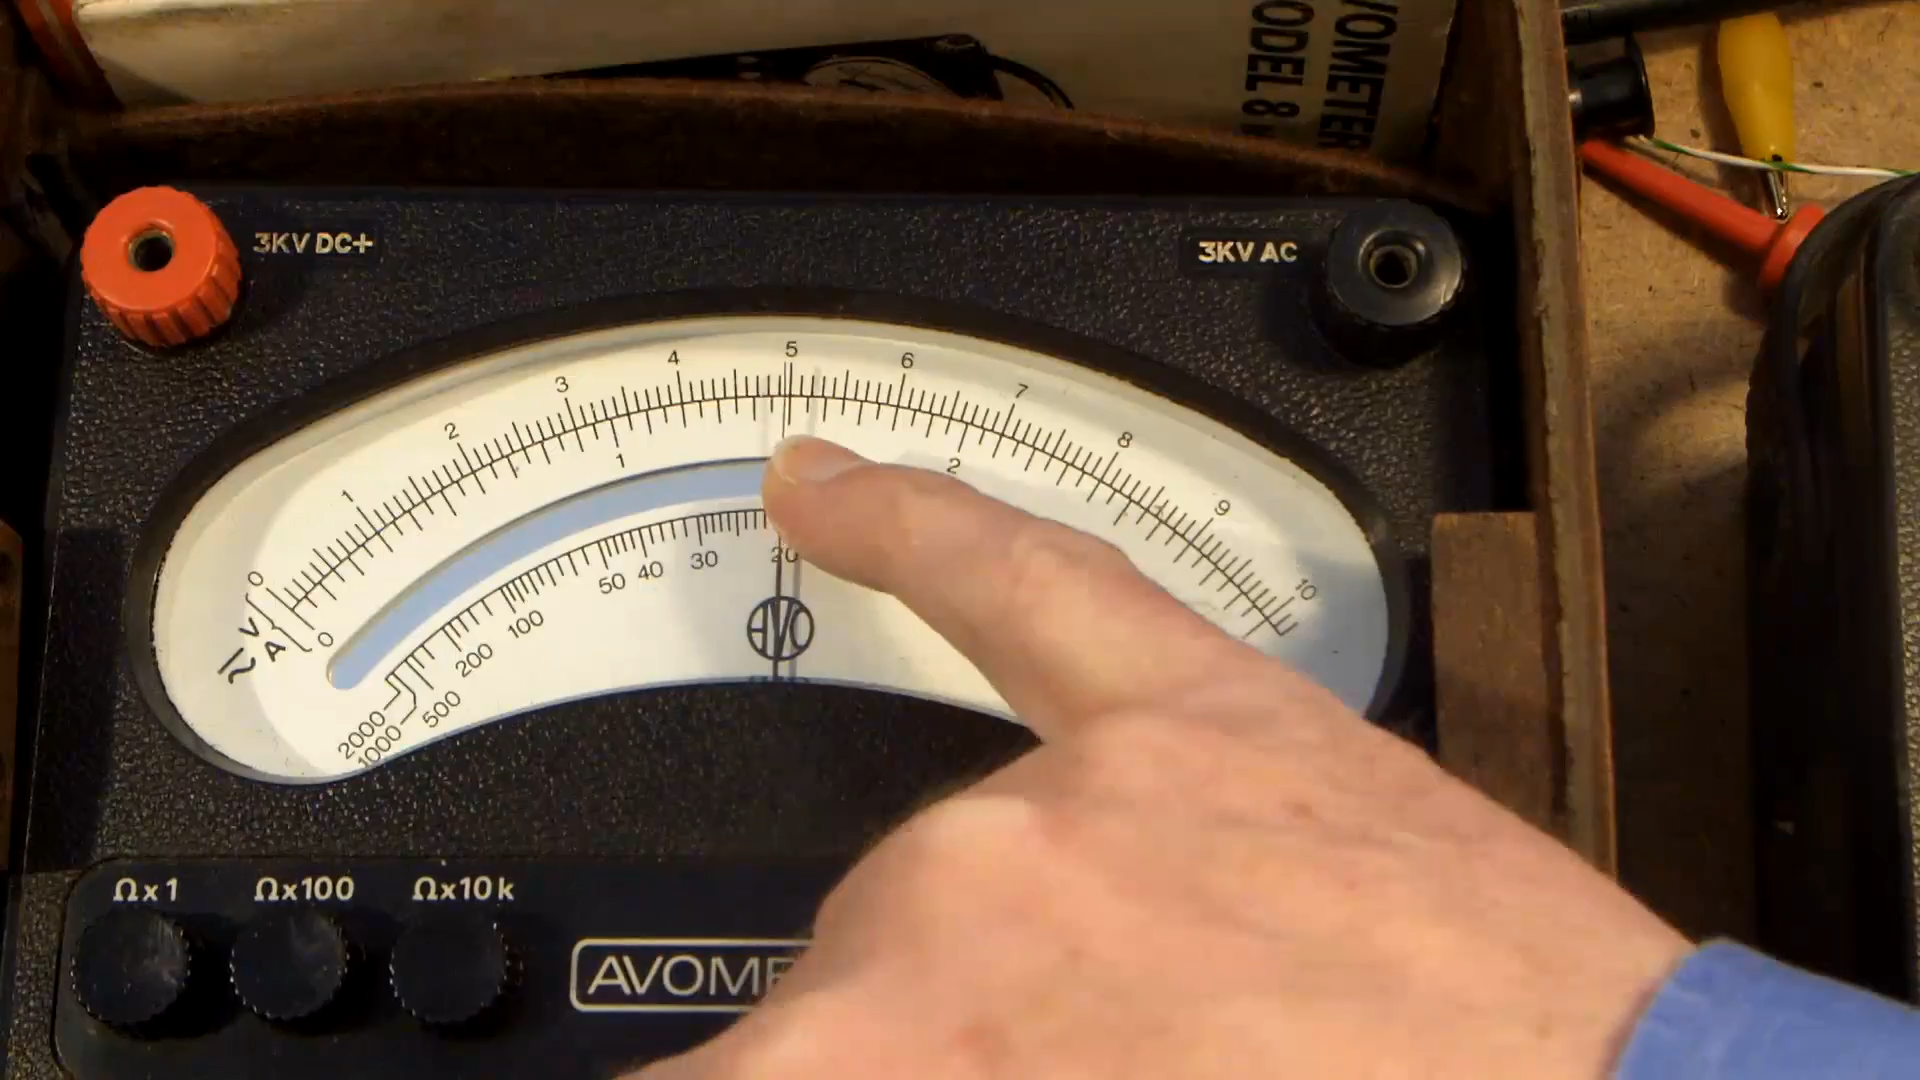 VOMETER
ODEL 8
3KV DC+
3KV AC
0 1 2 3 4 5 6 7 8 9 10
0 1 2
V
A
2000 1000 500 200 100 50 40 30 20
AVO
Ωx1 Ωx100 Ωx10k
AVOME